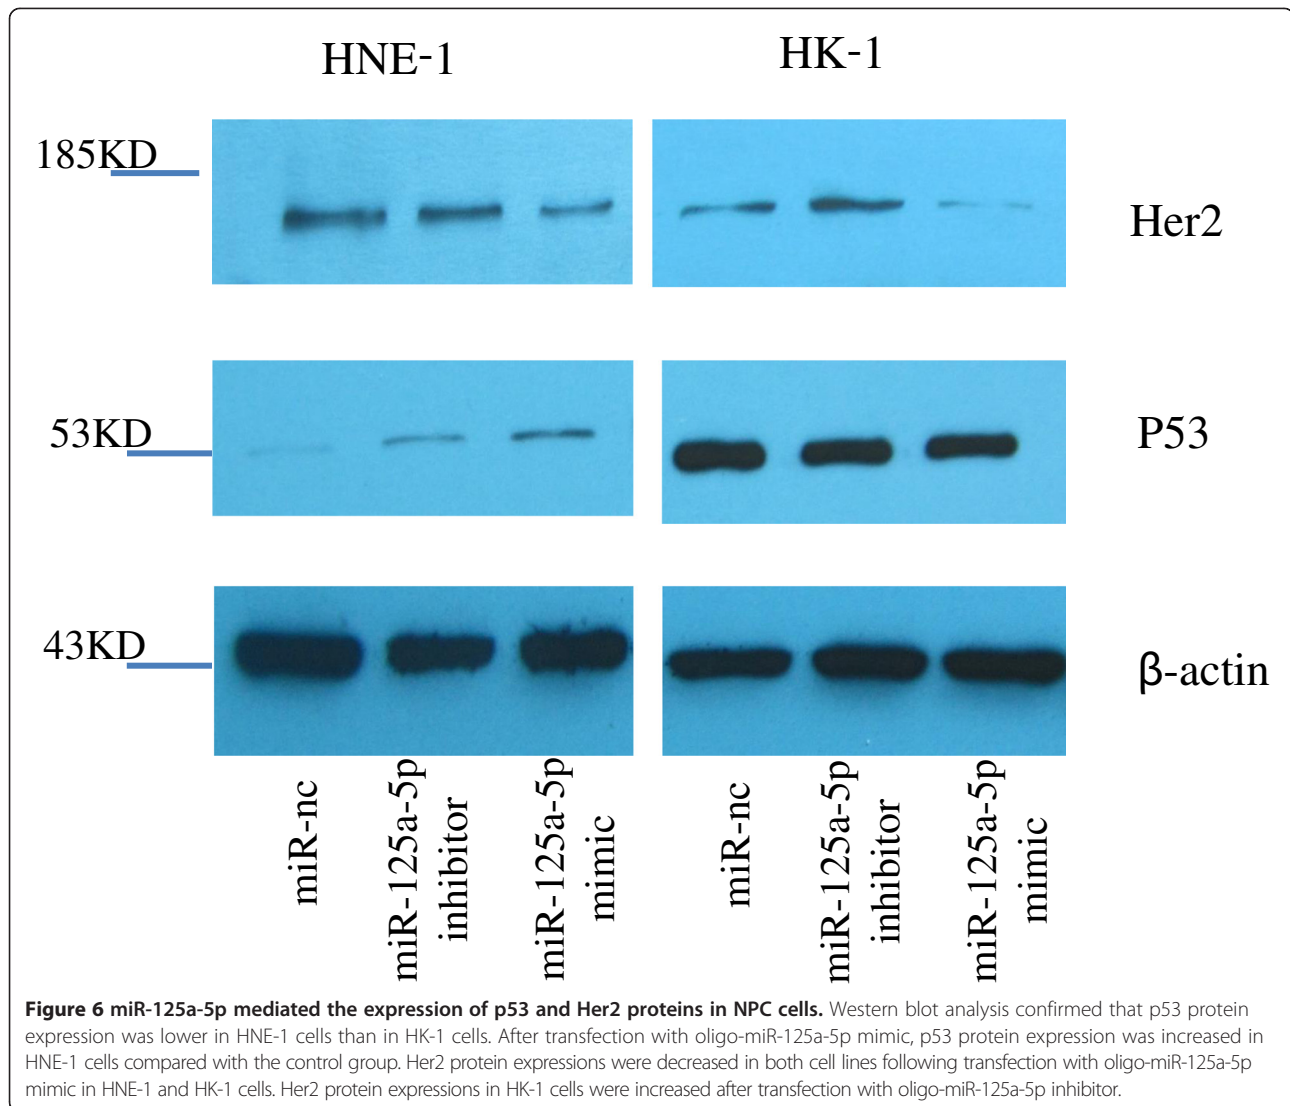 HNE-1
HK-1
185KD
Her2
53KD
P53
43KD
β-actin
miR-nc
miR-125a-5p
inhibitor
miR-125a-5p
mimic
miR-nc
miR-125a-5p
inhibitor
miR-125a-5p
mimic
Figure 6 miR-125a-5p mediated the expression of p53 and Her2 proteins in NPC cells. Western blot analysis confirmed that p53 protein
expression was lower in HNE-1 cells than in HK-1 cells. After transfection with oligo-miR-125a-5p mimic, p53 protein expression was increased in
HNE-1 cells compared with the control group. Her2 protein expressions were decreased in both cell lines following transfection with oligo-miR-125a-5p
mimic in HNE-1 and HK-1 cells. Her2 protein expressions in HK-1 cells were increased after transfection with oligo-miR-125a-5p inhibitor.